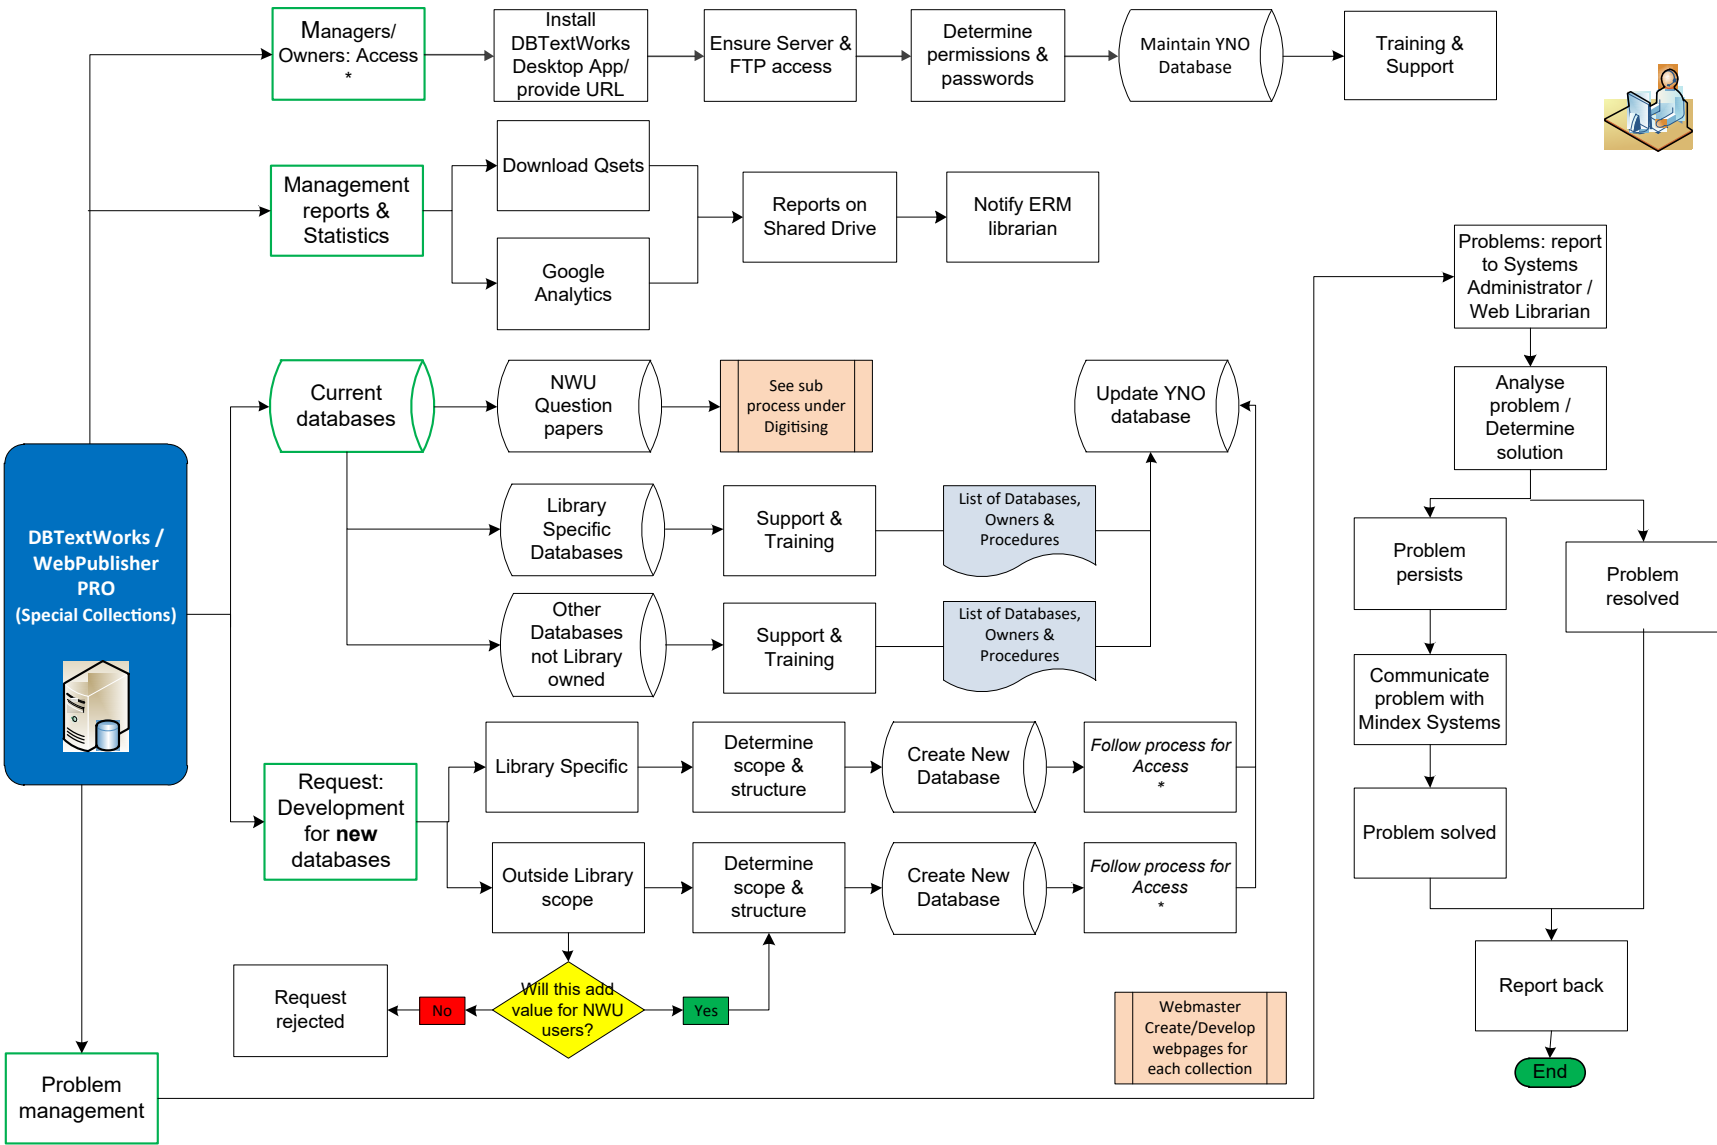 Managers/
Owners: Access
*
Install
DBTextWorks
Desktop App/
provide URL
Ensure Server &
FTP access
Determine
permissions &
passwords
Maintain YNO
Database
Training &
Support
Management
reports &
Statistics
Download Qsets
Google
Analytics
Reports on
Shared Drive
Notify ERM
librarian
Problems: report
to Systems
Administrator /
Web Librarian
Current
databases
NWU
Question
papers
See sub
process under
Digitising
Update YNO
database
Analyse
problem /
Determine
solution
DBTextWorks /
WebPublisher
PRO
(Special Collections)
Library
Specific
Databases
Support &
Training
List of Databases,
Owners &
Procedures
Problem
persists
Problem
resolved
Other
Databases
not Library
owned
Support &
Training
List of Databases,
Owners &
Procedures
Communicate
problem with
Mindex Systems
Request:
Development
for new
databases
Library Specific
Determine
scope &
structure
Create New
Database
Follow process for
Access
*
Problem solved
Outside Library
scope
Determine
scope &
structure
Create New
Database
Follow process for
Access
*
Request
rejected
No
Will this add
value for NWU
users?
Yes
Webmaster
Create/Develop
webpages for
each collection
Report back
End
Problem
management